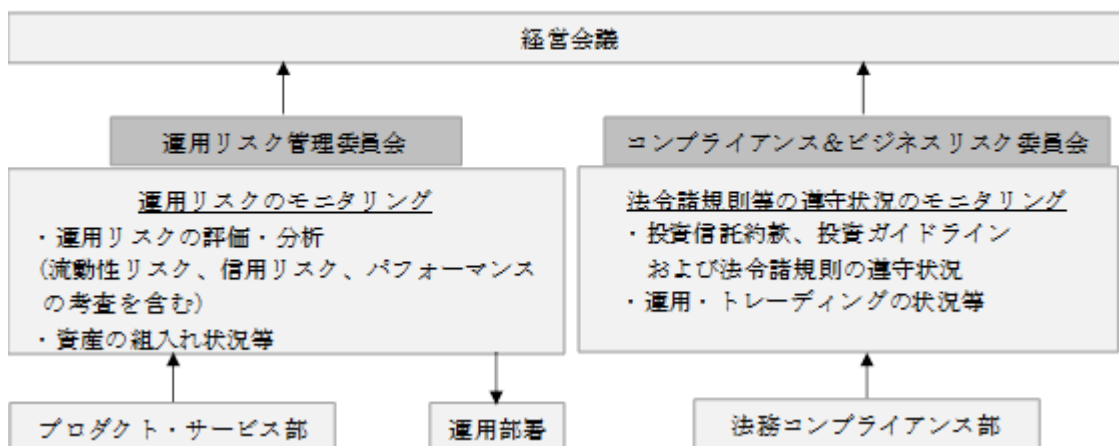 経営会議
運用リスク管理委員会
運用リスクのモニタリング
・運用リスクの評価・分析
(流動性リスク、信用リスク、パフォーマンス
の考査を含む)
・資産の組入れ状況等
コンプライアンス＆ビジネスリスク委員会
法令諸規則等の遵守状況のモニタリング
・投資信託約款、投資ガイドライン
および法令諸規則の遵守状況
・運用・トレーディングの状況等
プロダクト・サービス部
運用部署
法務コンプライアンス部